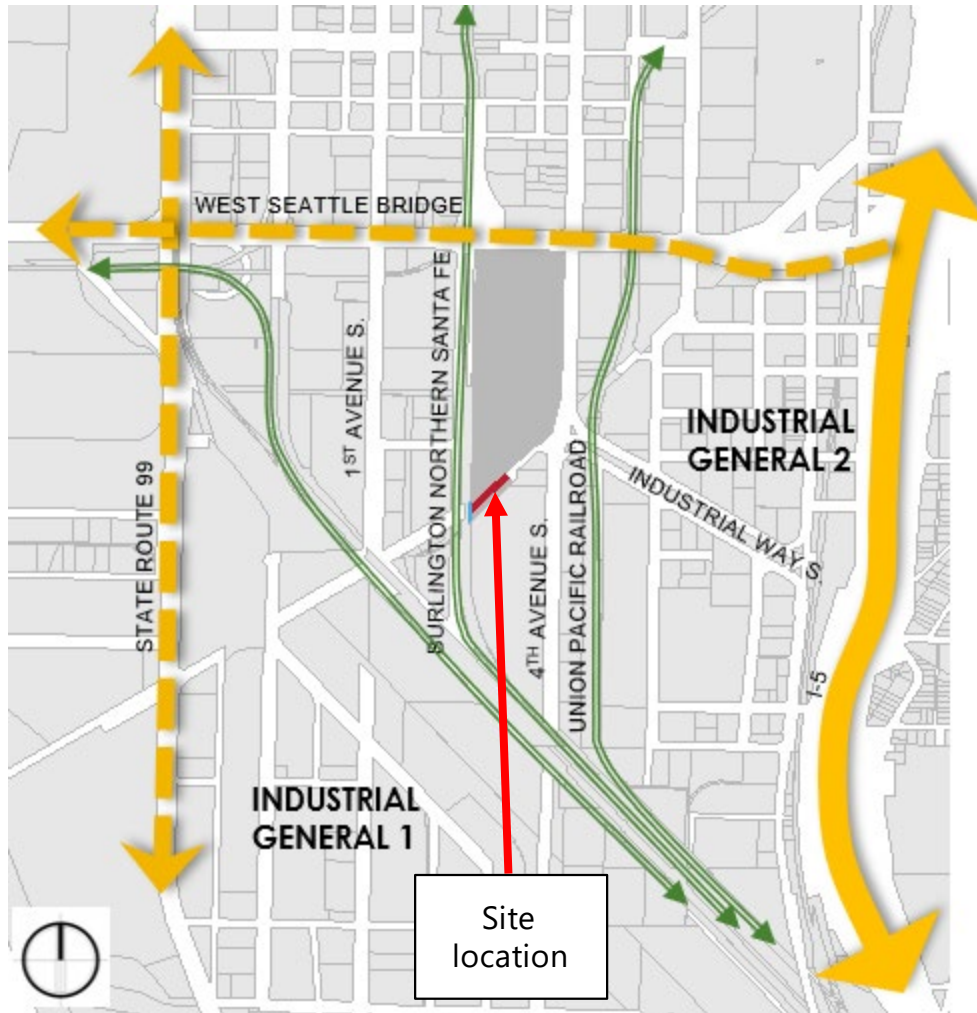 WEST SEATTLE BRIDGE
BURLINGTON NORTHERN SANTA FE
1ST AVENUE S.
STATE ROUTE 99
INDUSTRIAL
GENERAL 2
INDUSTRIAL WAY S.
4TH AVENUE S.
UNION PACIFIC RAILROAD
I-5
INDUSTRIAL
GENERAL 1
Site
location